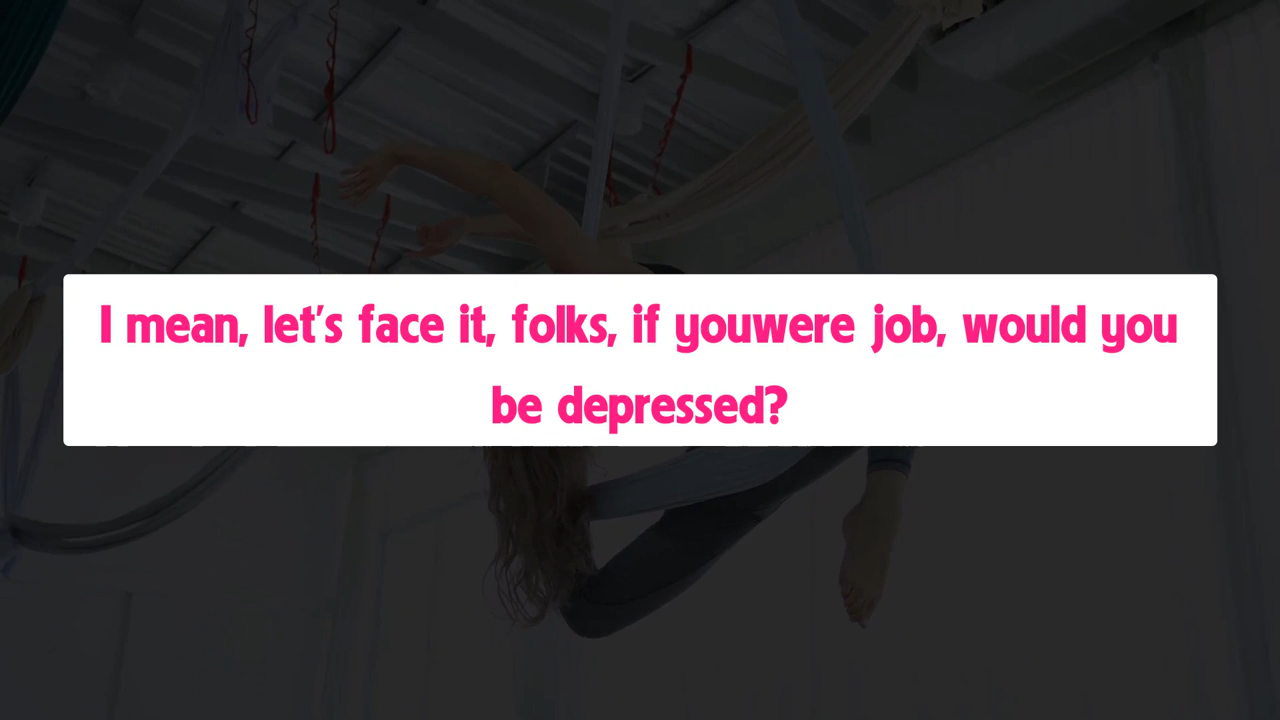 I mean, let's face it, folks, if youwere job, would you
be depressed?